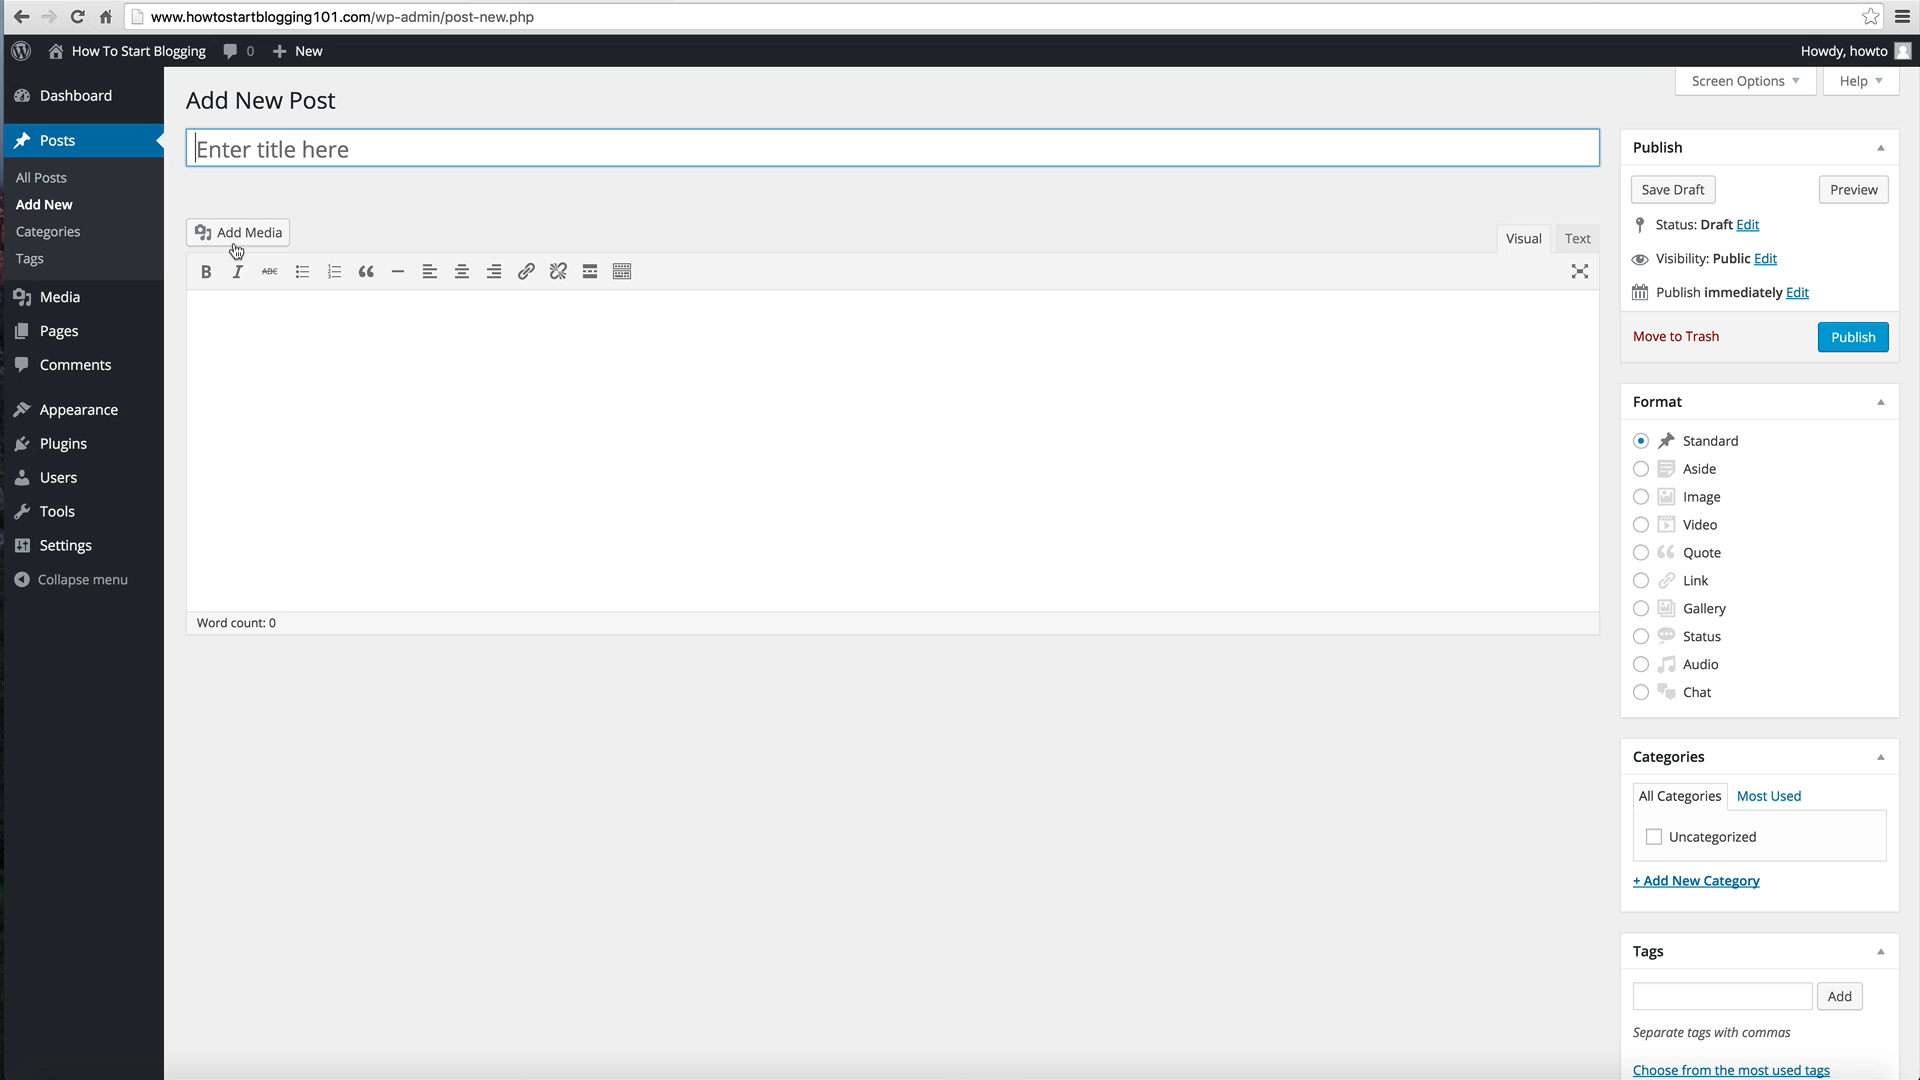 www.howtostartblogging101.com/wp-admin/post-new.php
How To Start Blogging 0 New Howdy, howto
Dashboard
Posts
All Posts
Add New
Categories
Tags
Media
Pages
Comments
Appearance
Plugins
Users
Tools
Settings
Collapse menu
Screen Options Help
Add New Post
Enter title here
Add Media
Visual Text
B I ABC
Word count: 0
Publish
Save Draft Preview
Status: Draft Edit
Visibility: Public Edit
Publish immediately Edit
Move to Trash Publish
Format
Standard
Aside
Image
Video
Quote
Link
Gallery
Status
Audio
Chat
Categories
All Categories Most Used
Uncategorized
+ Add New Category
Tags
Add
Separate tags with commas
Choose from the most used tags